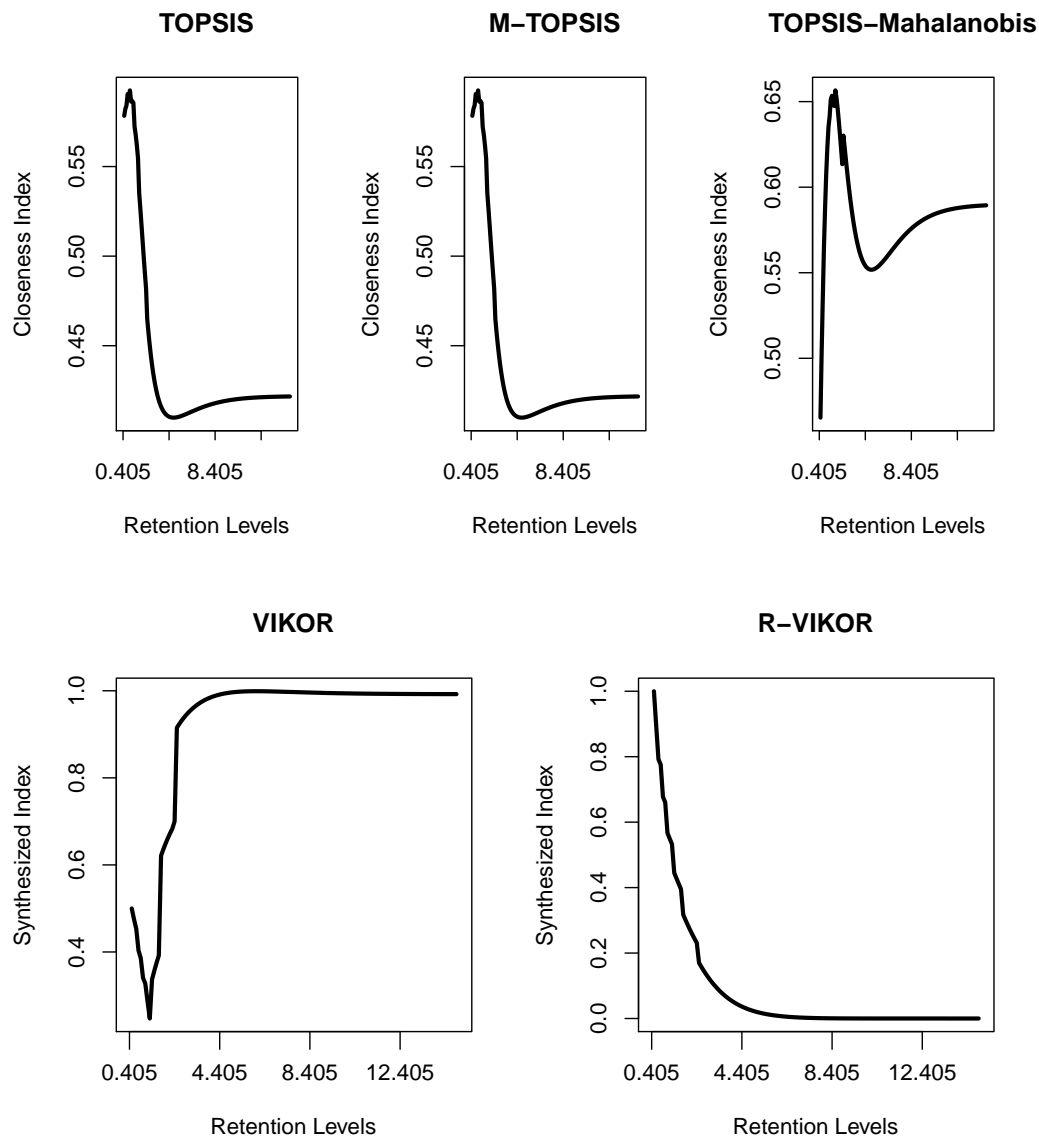 TOPSIS
Closeness Index
0.45 0.50 0.55
0.405 8.405
Retention Levels
M−TOPSIS
Closeness Index
0.45 0.50 0.55
0.405 8.405
Retention Levels
TOPSIS−Mahalanobis
Closeness Index
0.50 0.55 0.60 0.65
0.405 8.405
Retention Levels
VIKOR
Synthesized Index
0.4 0.6 0.8 1.0
0.405 4.405 8.405 12.405
Retention Levels
R−VIKOR
Synthesized Index
0.0 0.2 0.4 0.6 0.8 1.0
0.405 4.405 8.405 12.405
Retention Levels